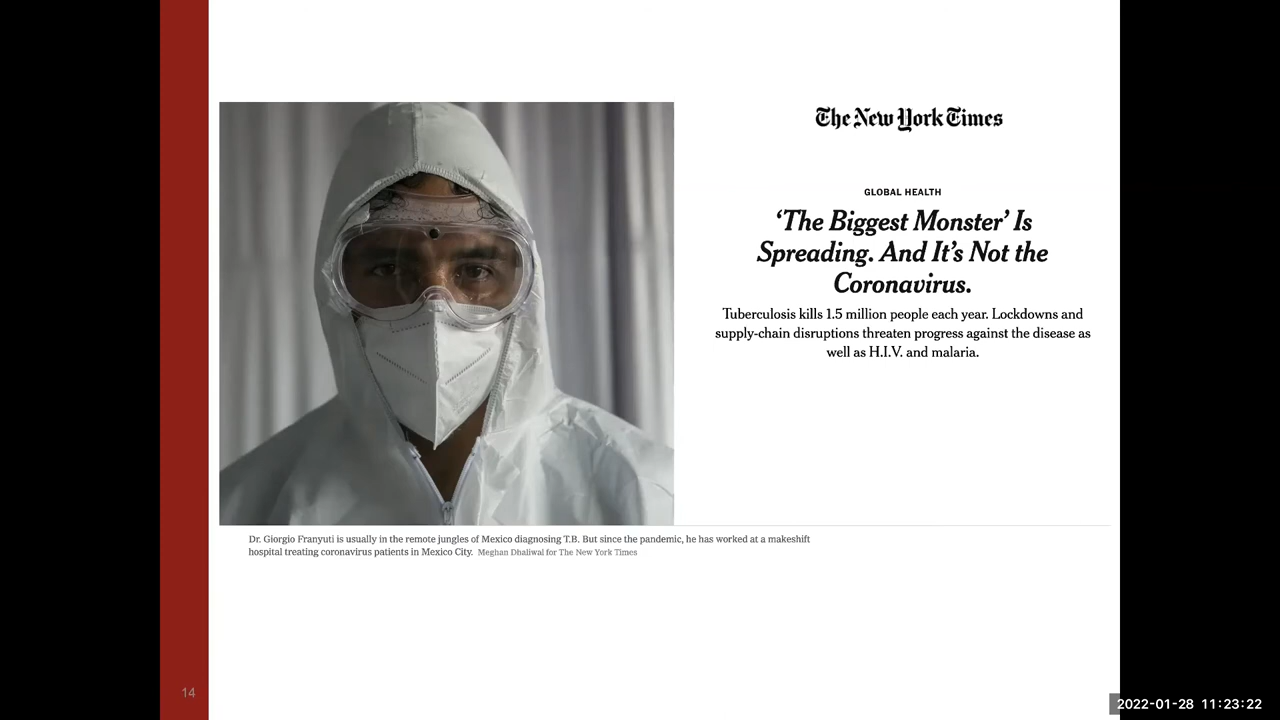 The New York Times
GLOBAL HEALTH
‘The Biggest Monster’ Is
Spreading. And It’s Not the
Coronavirus.
Tuberculosis kills 1.5 million people each year. Lockdowns and
supply-chain disruptions threaten progress against the disease as
well as H.I.V. and malaria.
Dr. Giorgio Franyuti is usually in the remote jungles of Mexico diagnosing T.B. But since the pandemic, he has worked at a makeshift
hospital treating coronavirus patients in Mexico City. Meghan Dhaliwal for The New York Times
14
2022-01-28 11:23:22